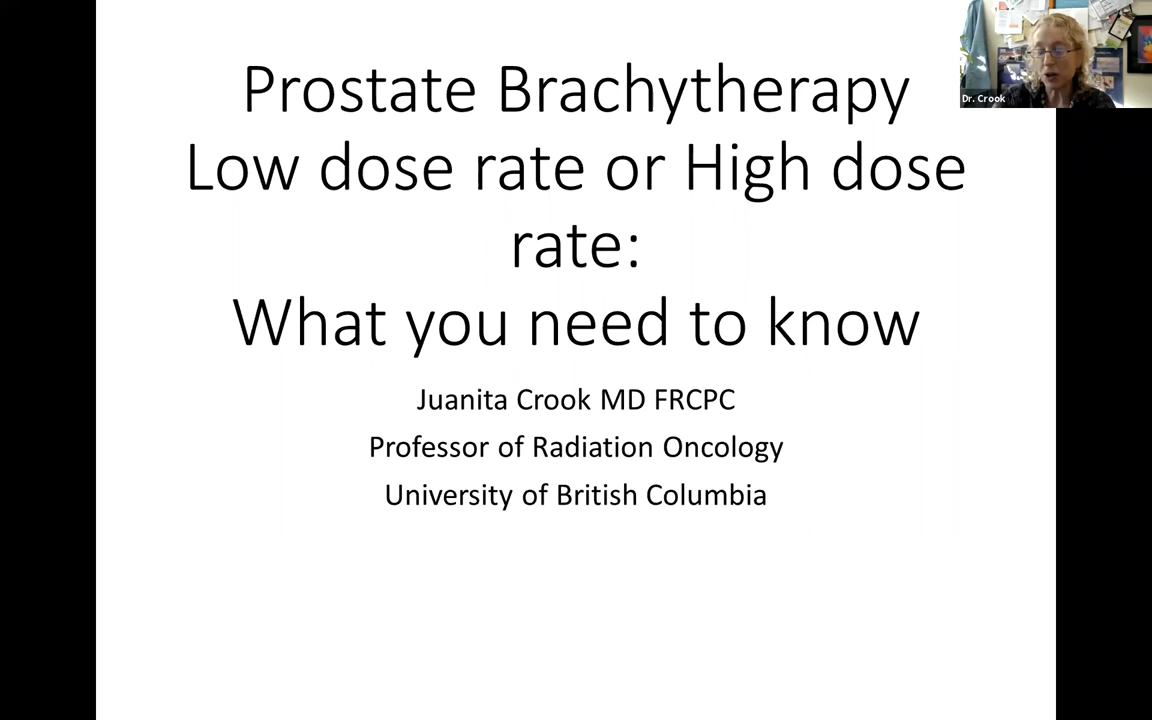 Prostate Brachytherapy
Low dose rate or High dose
rate:
What you need to know
Juanita Crook MD FRCPC
Professor of Radiation Oncology
University of British Columbia
Dr. Crook